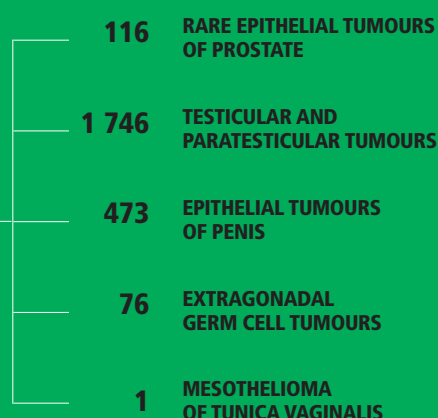 116 RARE EPITHELIAL TUMOURS
OF PROSTATE
1 746 TESTICULAR AND
PARATESTICULAR TUMOURS
473 EPITHELIAL TUMOURS
OF PENIS
76 EXTRAGONADAL
GERM CELL TUMOURS
1 MESOTHELIOMA
OF TUNICA VAGINALIS